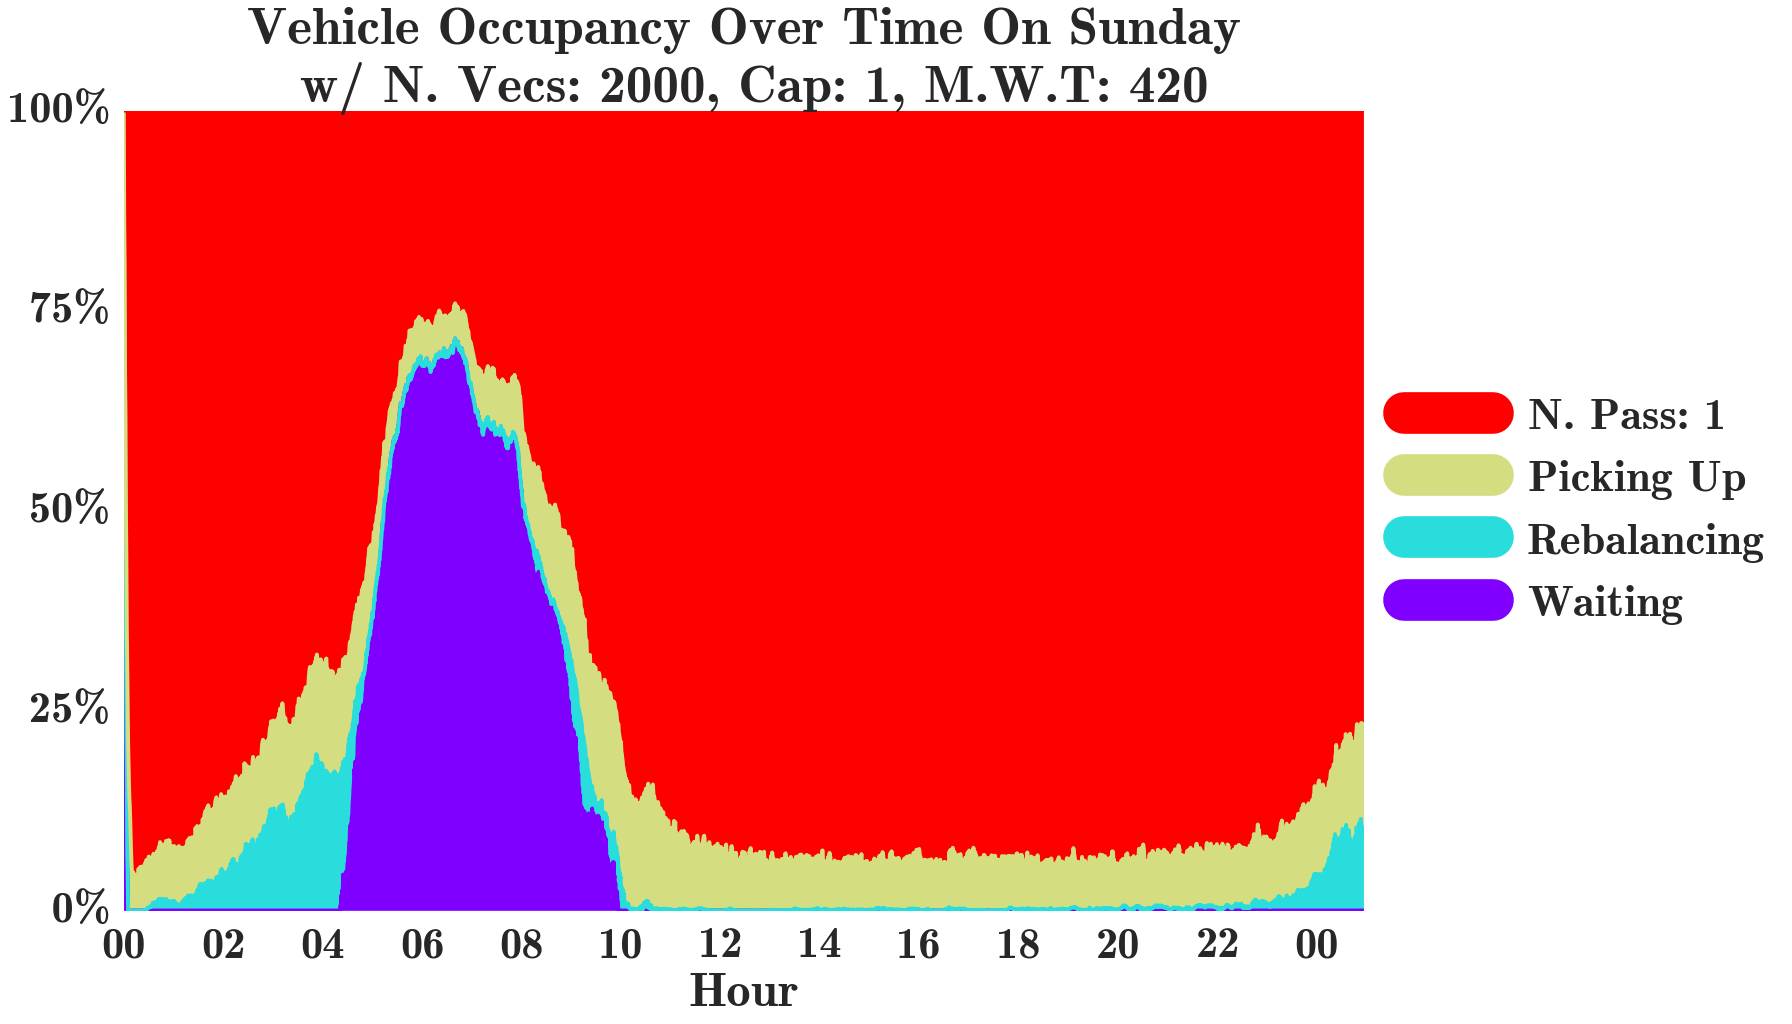 Vehicle Occupancy Over Time On Sunday
w/ N. Vecs: 2000, Cap: 1, M.W.T: 420
100%
75%
50%
25%
0%
00 02 04 06 08 10 12 14 16 18 20 22 00
Hour
N. Pass: 1
Picking Up
Rebalancing
Waiting